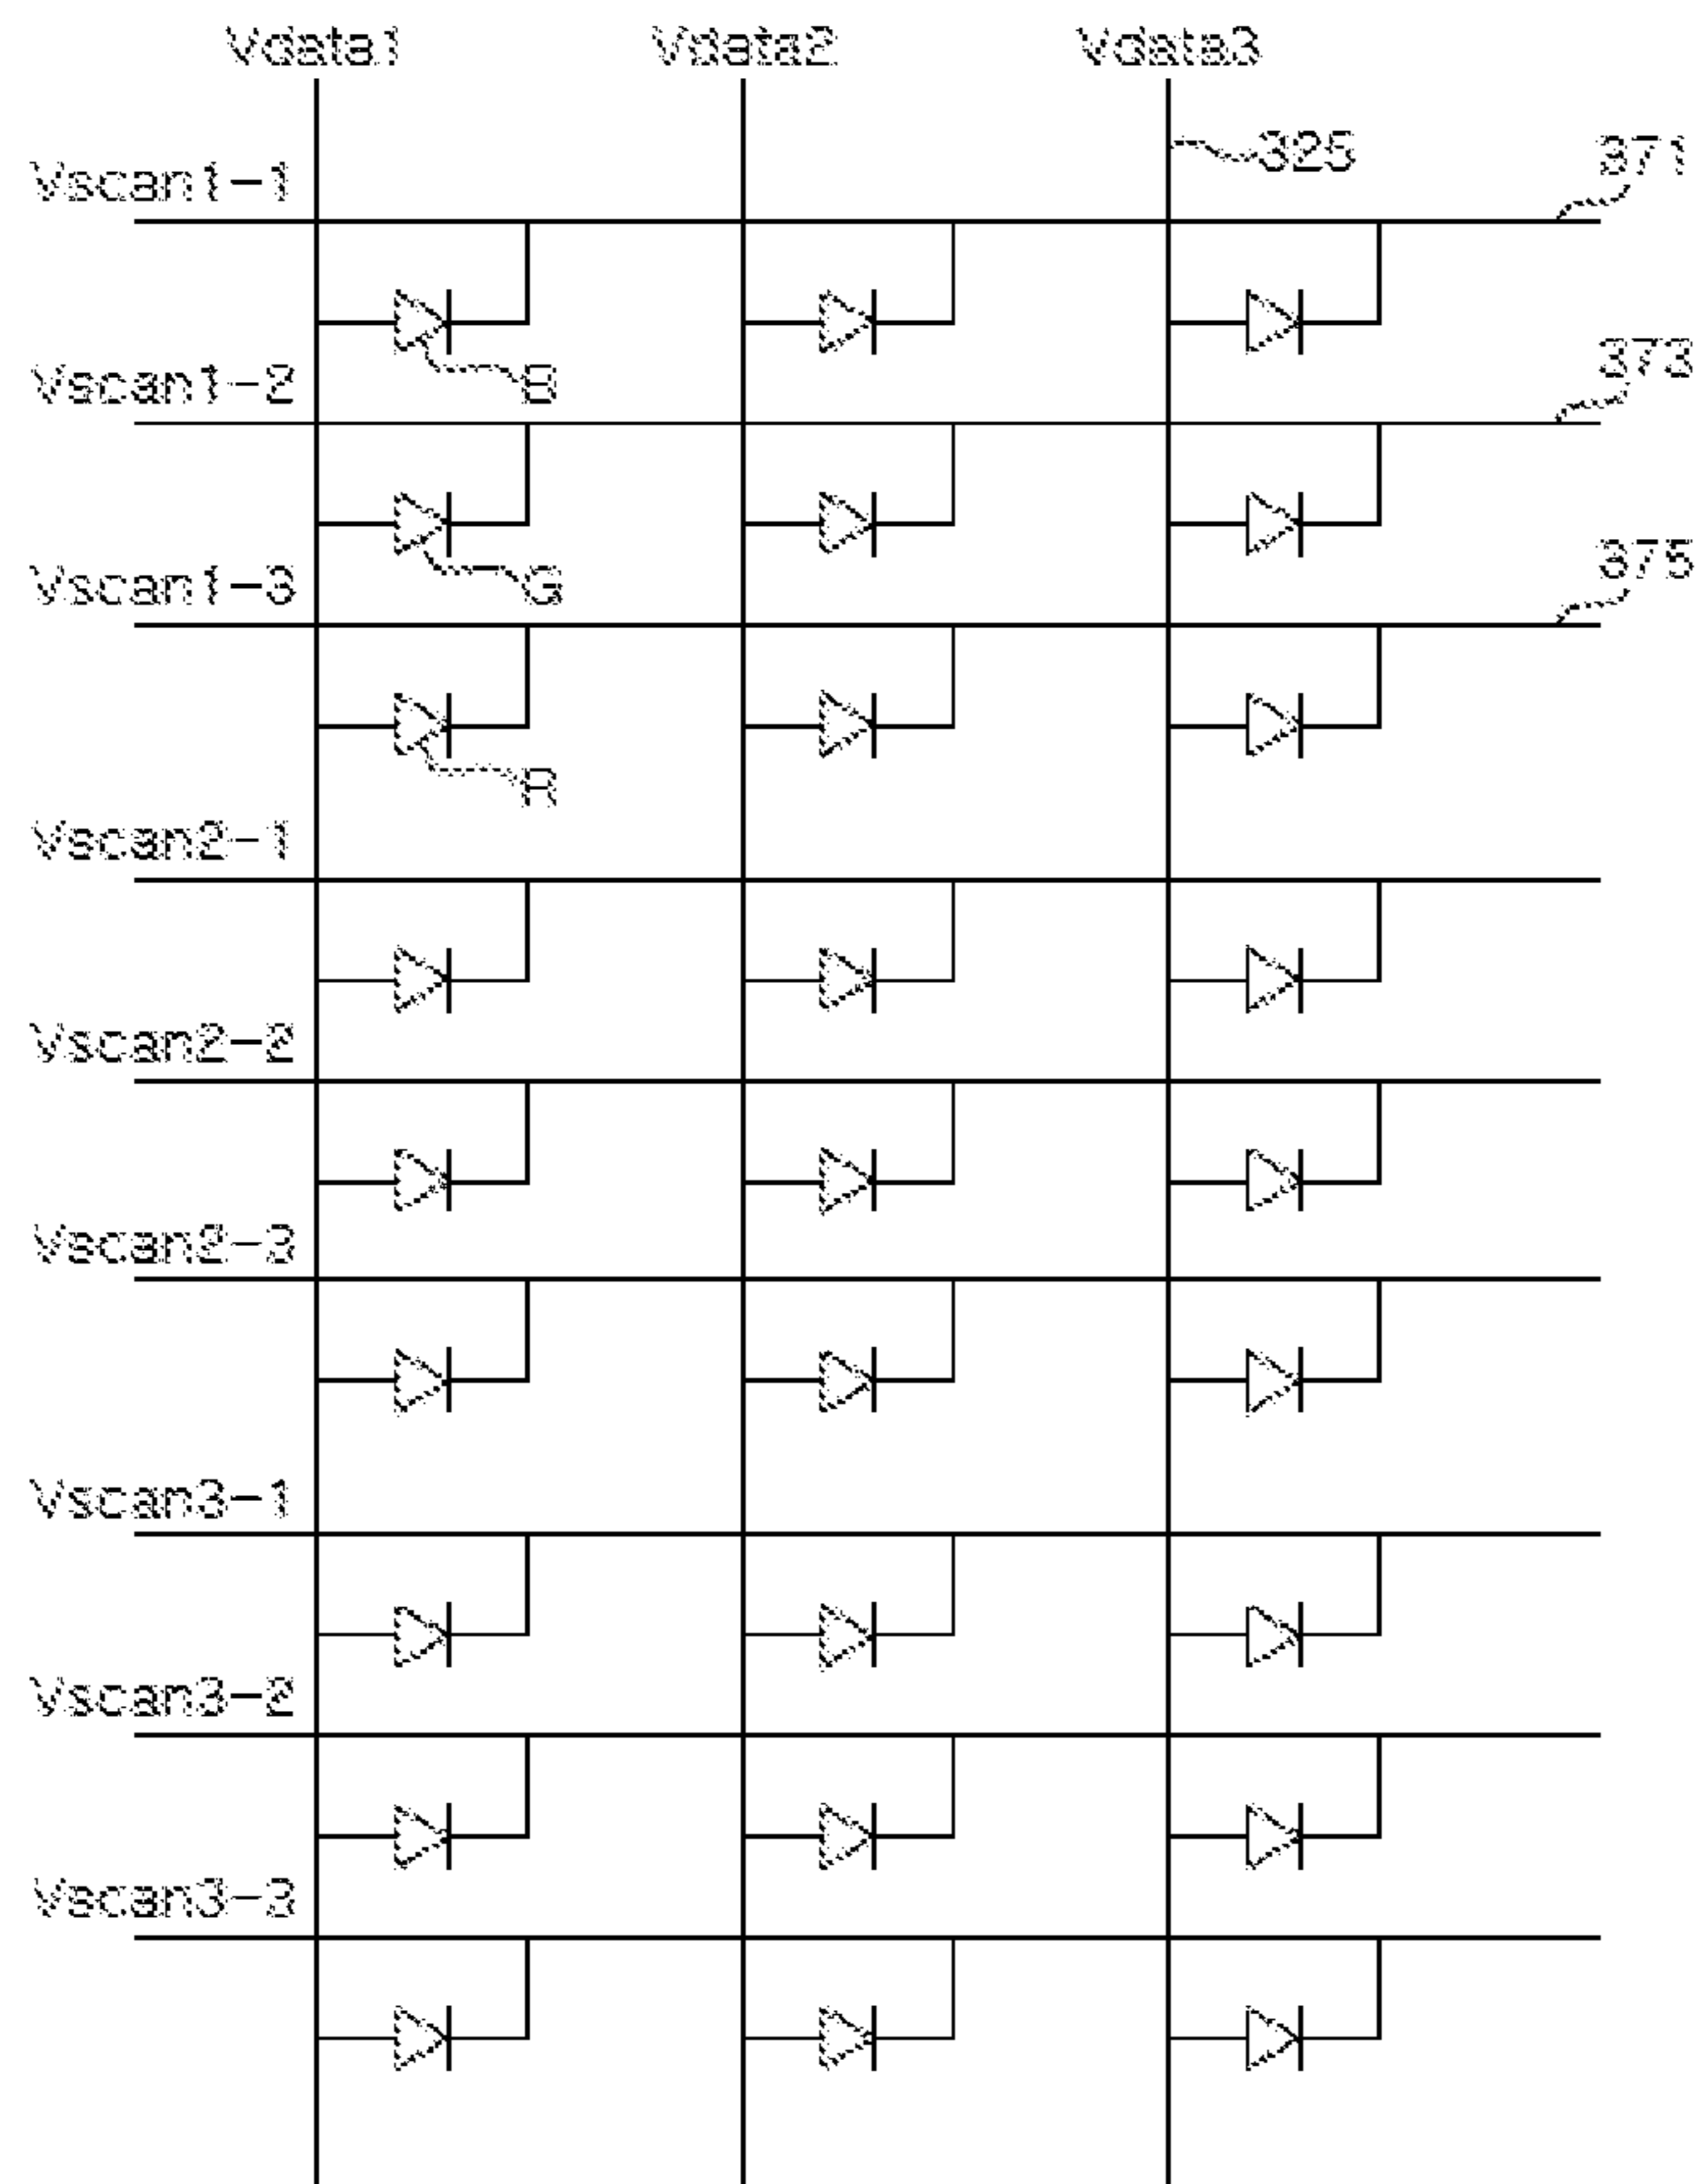 Vdata1 Vdata2 Vdata3
325
371
Vscan1-1
373
Vscan1-2
B
375
Vscan1-3
G
R
Vscan2-1
Vscan2-2
Vscan2-3
Vscan3-1
Vscan3-2
Vscan3-3